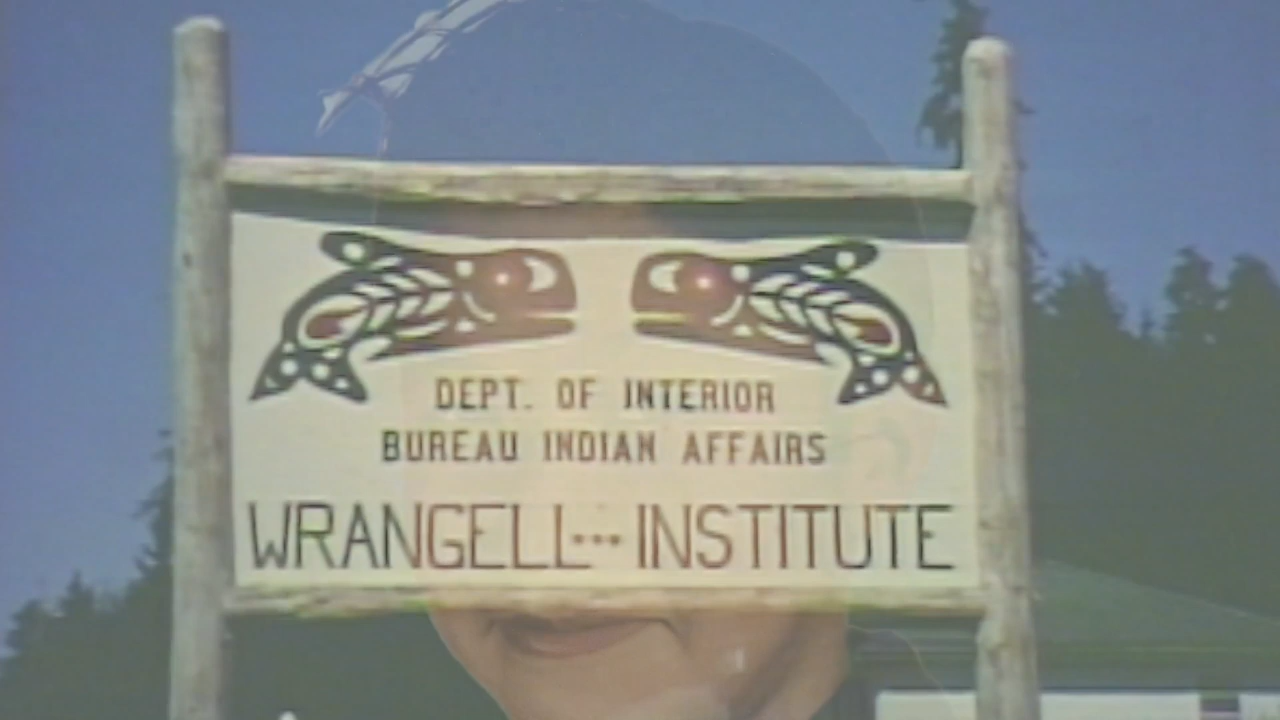 DEPT. OF INTERIOR
BUREAU INDIAN AFFAIRS
WRANGELL···INSTITUTE